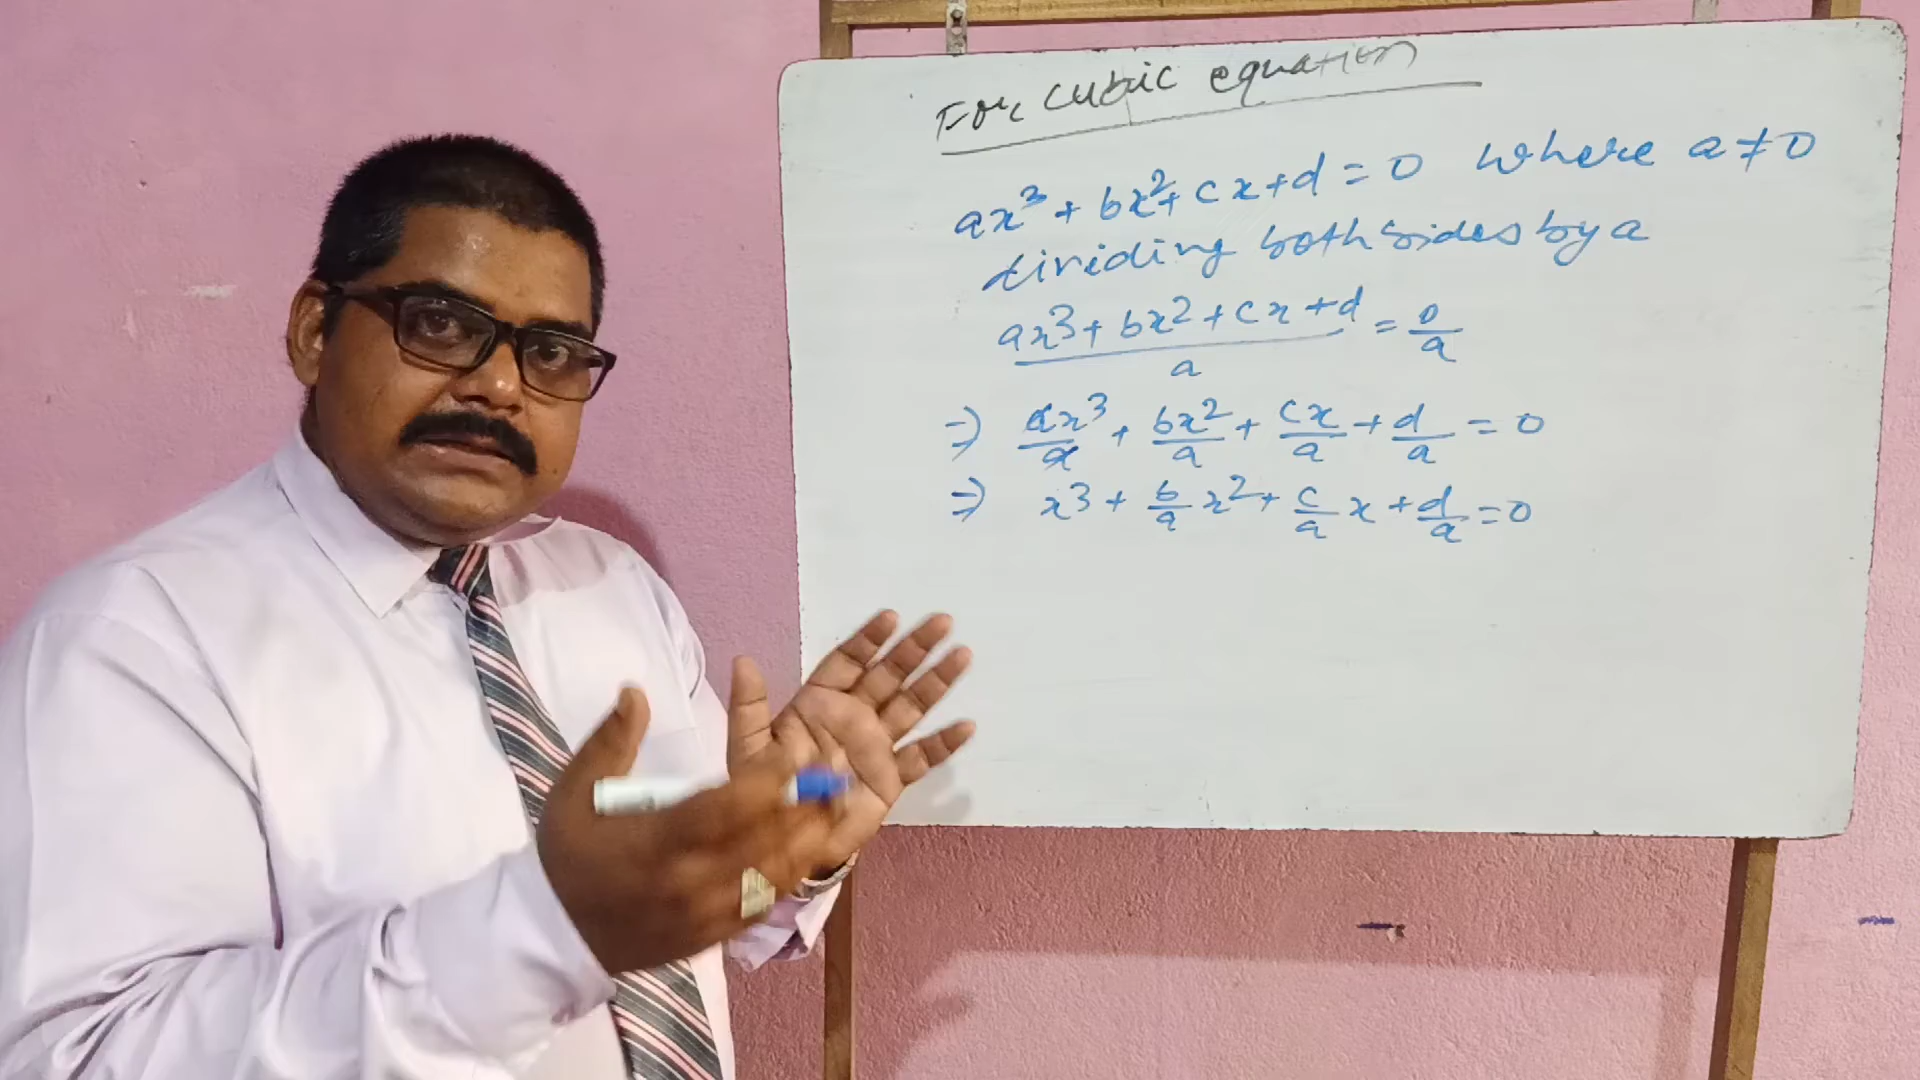 For cubic equation
ax³ + bx² + cx + d = 0 where a ≠ 0
dividing both sides by a
(ax³ + bx² + cx + d)/a = 0/a
⇒ ax³/a + bx²/a + cx/a + d/a = 0
⇒ x³ + b/a x² + c/a x + d/a = 0